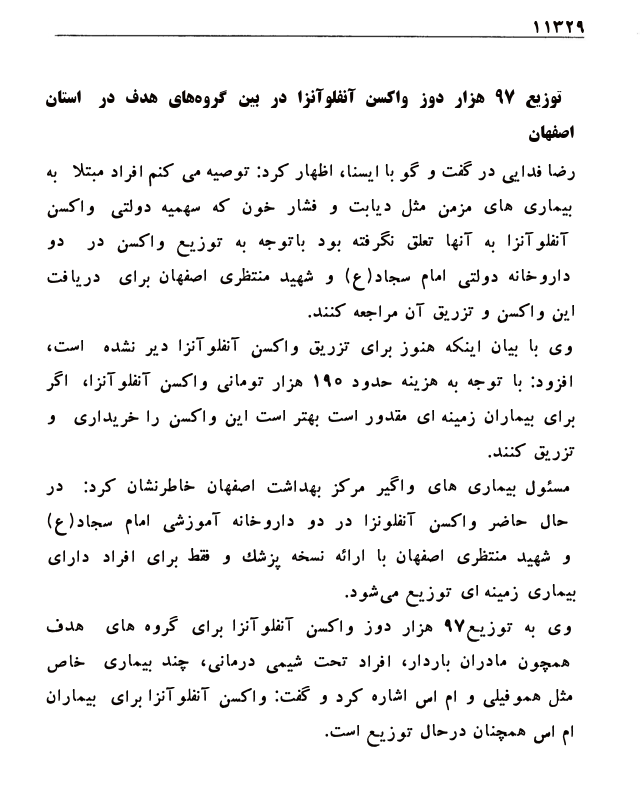 ۱۱۳۲۹
توزیع ۹۷ هزار دوز واکسن آنفلوآنزا در بین گروه‌های هدف در استان
اصفهان
رضا فدایی در گفت و گو با ایسنا، اظهار کرد: توصیه می کنم افراد مبتلا به
بیماری های مزمن مثل دیابت و فشار خون که سهمیه دولتی واکسن
آنفلوآنزا به آنها تعلق نگرفته بود باتوجه به توزیع واکسن در دو
داروخانه دولتی امام سجاد(ع) و شهید منتظری اصفهان برای دریافت
این واکسن و تزریق آن مراجعه کنند.
وی با بیان اینکه هنوز برای تزریق واکسن آنفلوآنزا دیر نشده است،
افزود: با توجه به هزینه حدود ۱۹۰ هزار تومانی واکسن آنفلوآنزا، اگر
برای بیماران زمینه ای مقدور است بهتر است این واکسن را خریداری و
تزریق کنند.
مسئول بیماری های واگیر مرکز بهداشت اصفهان خاطرنشان کرد: در
حال حاضر واکسن آنفلونزا در دو داروخانه آموزشی امام سجاد(ع)
و شهید منتظری اصفهان با ارائه نسخه پزشك و فقط برای افراد دارای
بیماری زمینه ای توزیع می‌شود.
وی به توزیع۹۷ هزار دوز واکسن آنفلوآنزا برای گروه های هدف
همچون مادران باردار، افراد تحت شیمی درمانی، چند بیماری خاص
مثل هموفیلی و ام اس اشاره کرد و گفت: واکسن آنفلوآنزا برای بیماران
ام اس همچنان درحال توزیع است.